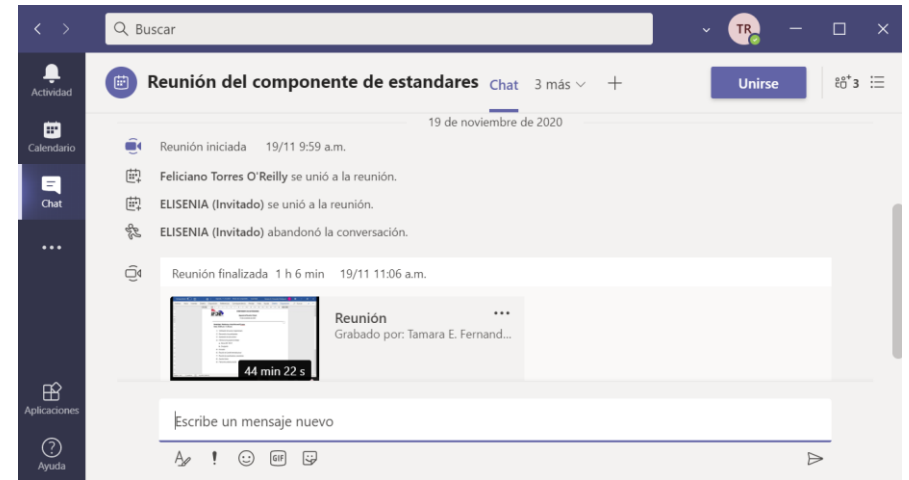 Buscar
TR
Actividad
Calendario
Chat
Aplicaciones
Ayuda
Reunión del componente de estandares Chat 3 más
Unirse
3
19 de noviembre de 2020
Reunión iniciada 19/11 9:59 a.m.
Feliciano Torres O'Reilly se unió a la reunión.
ELISENIA (Invitado) se unió a la reunión.
ELISENIA (Invitado) abandonó la conversación.
Reunión finalizada 1 h 6 min 19/11 11:06 a.m.
44 min 22 s
Reunión
Grabado por: Tamara E. Fernand...
Escribe un mensaje nuevo
GIF